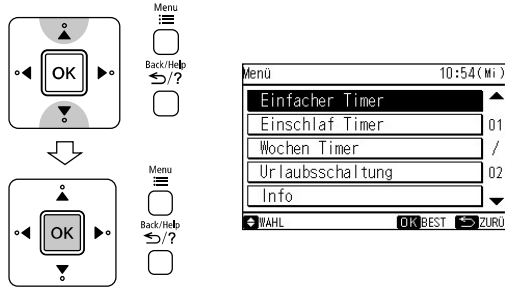 Menu
OK
Back/Help
/?
Menu
OK
Back/Help
/?
Menü 10:54(Mi)
Einfacher Timer
Einschlaf Timer 01
Wochen Timer /
Urlaubsschaltung 02
Info
WAHL OK BEST ZURÜ